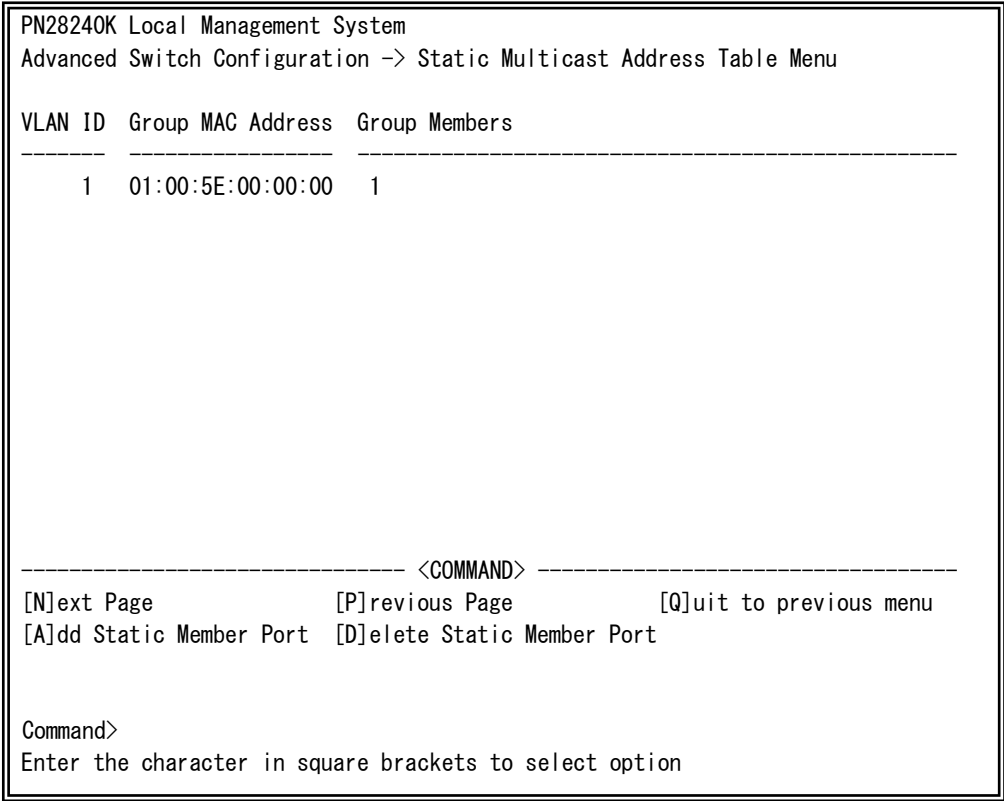 PN28240K Local Management System
Advanced Switch Configuration -> Static Multicast Address Table Menu
VLAN ID  Group MAC Address  Group Members
-------  -----------------  --------------------------------------------------
     1   01:00:5E:00:00:00   1
-------------------------------- <COMMAND> -----------------------------------
[N]ext Page               [P]revious Page            [Q]uit to previous menu
[A]dd Static Member Port  [D]elete Static Member Port
Command>
Enter the character in square brackets to select option